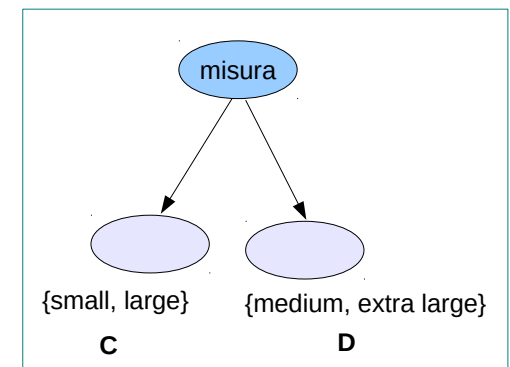 misura
{small, large}
{medium, extra large}
C
D